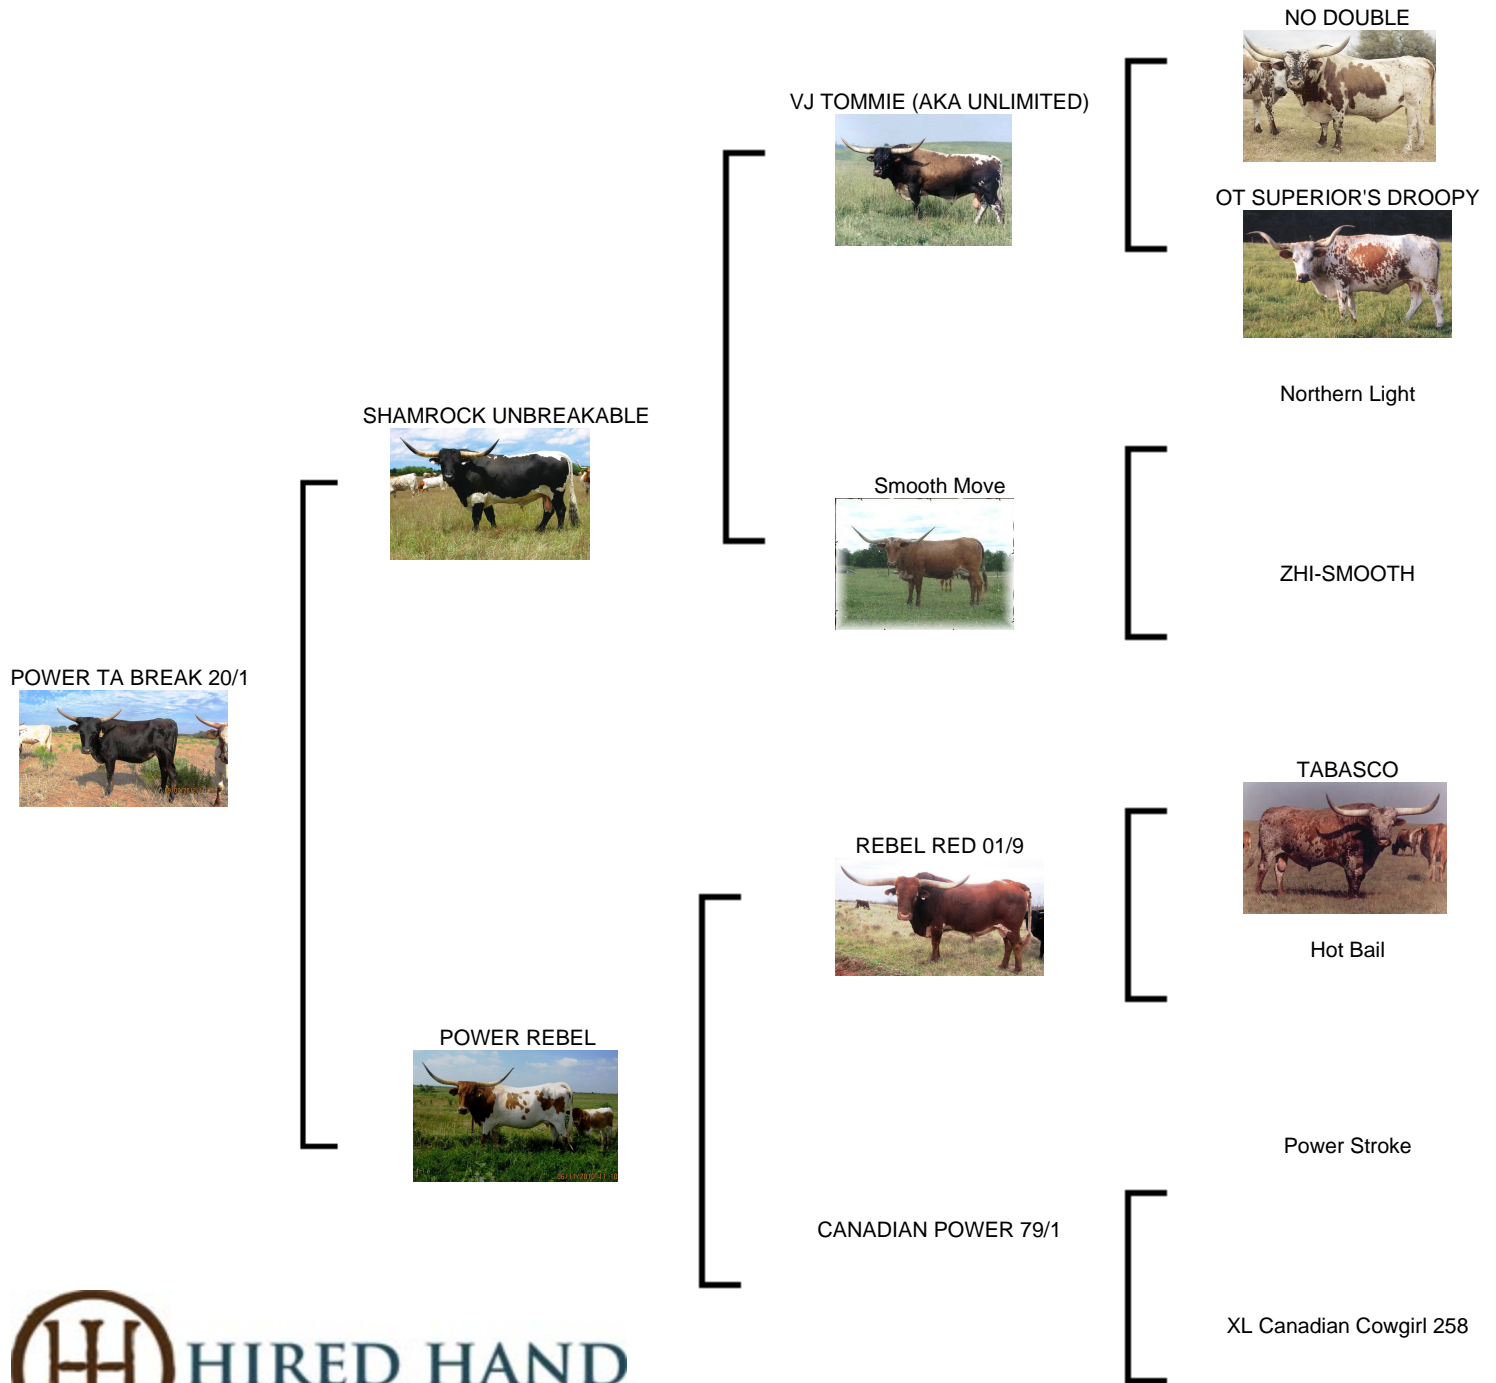 NO DOUBLE
VJ TOMMIE (AKA UNLIMITED)
OT SUPERIOR'S DROOPY
Northern Light
SHAMROCK UNBREAKABLE
Smooth Move
ZHI-SMOOTH
POWER TA BREAK 20/1
TABASCO
REBEL RED 01/9
Hot Bail
POWER REBEL
Power Stroke
CANADIAN POWER 79/1
XL Canadian Cowgirl 258
HIRED HAND